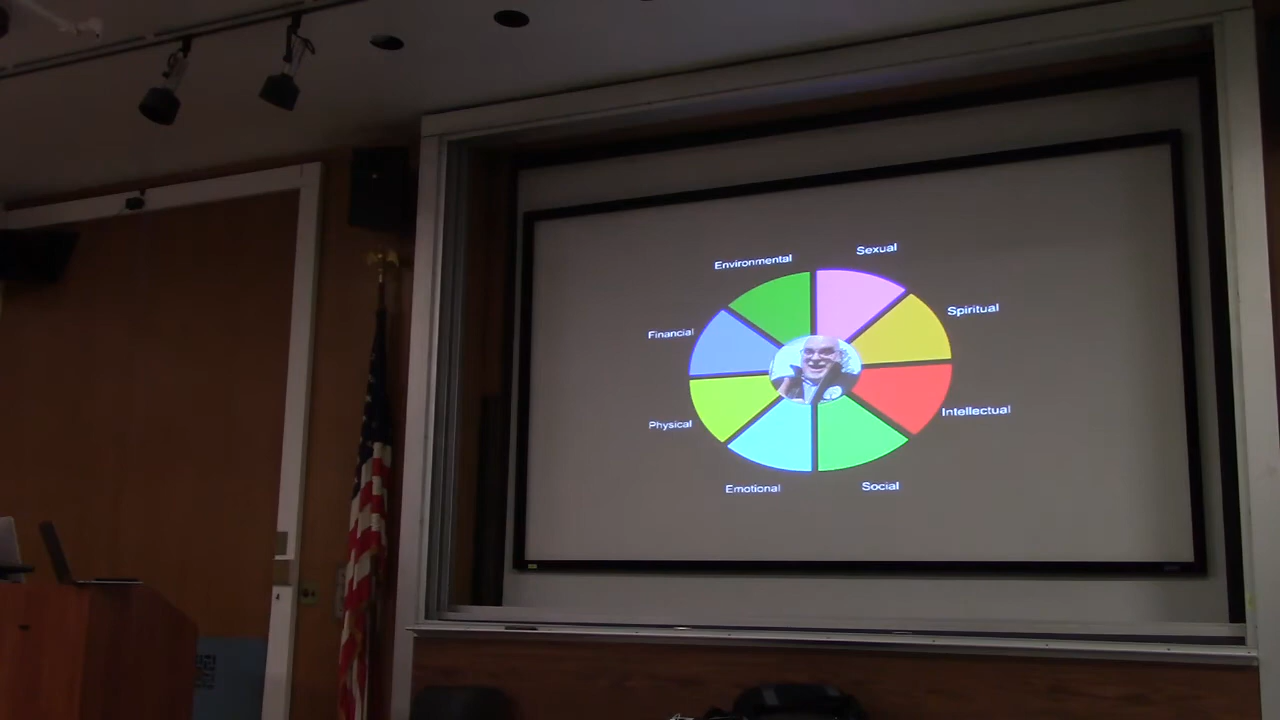 Sexual
Environmental
Spiritual
Financial
Intellectual
Physical
Social
Emotional